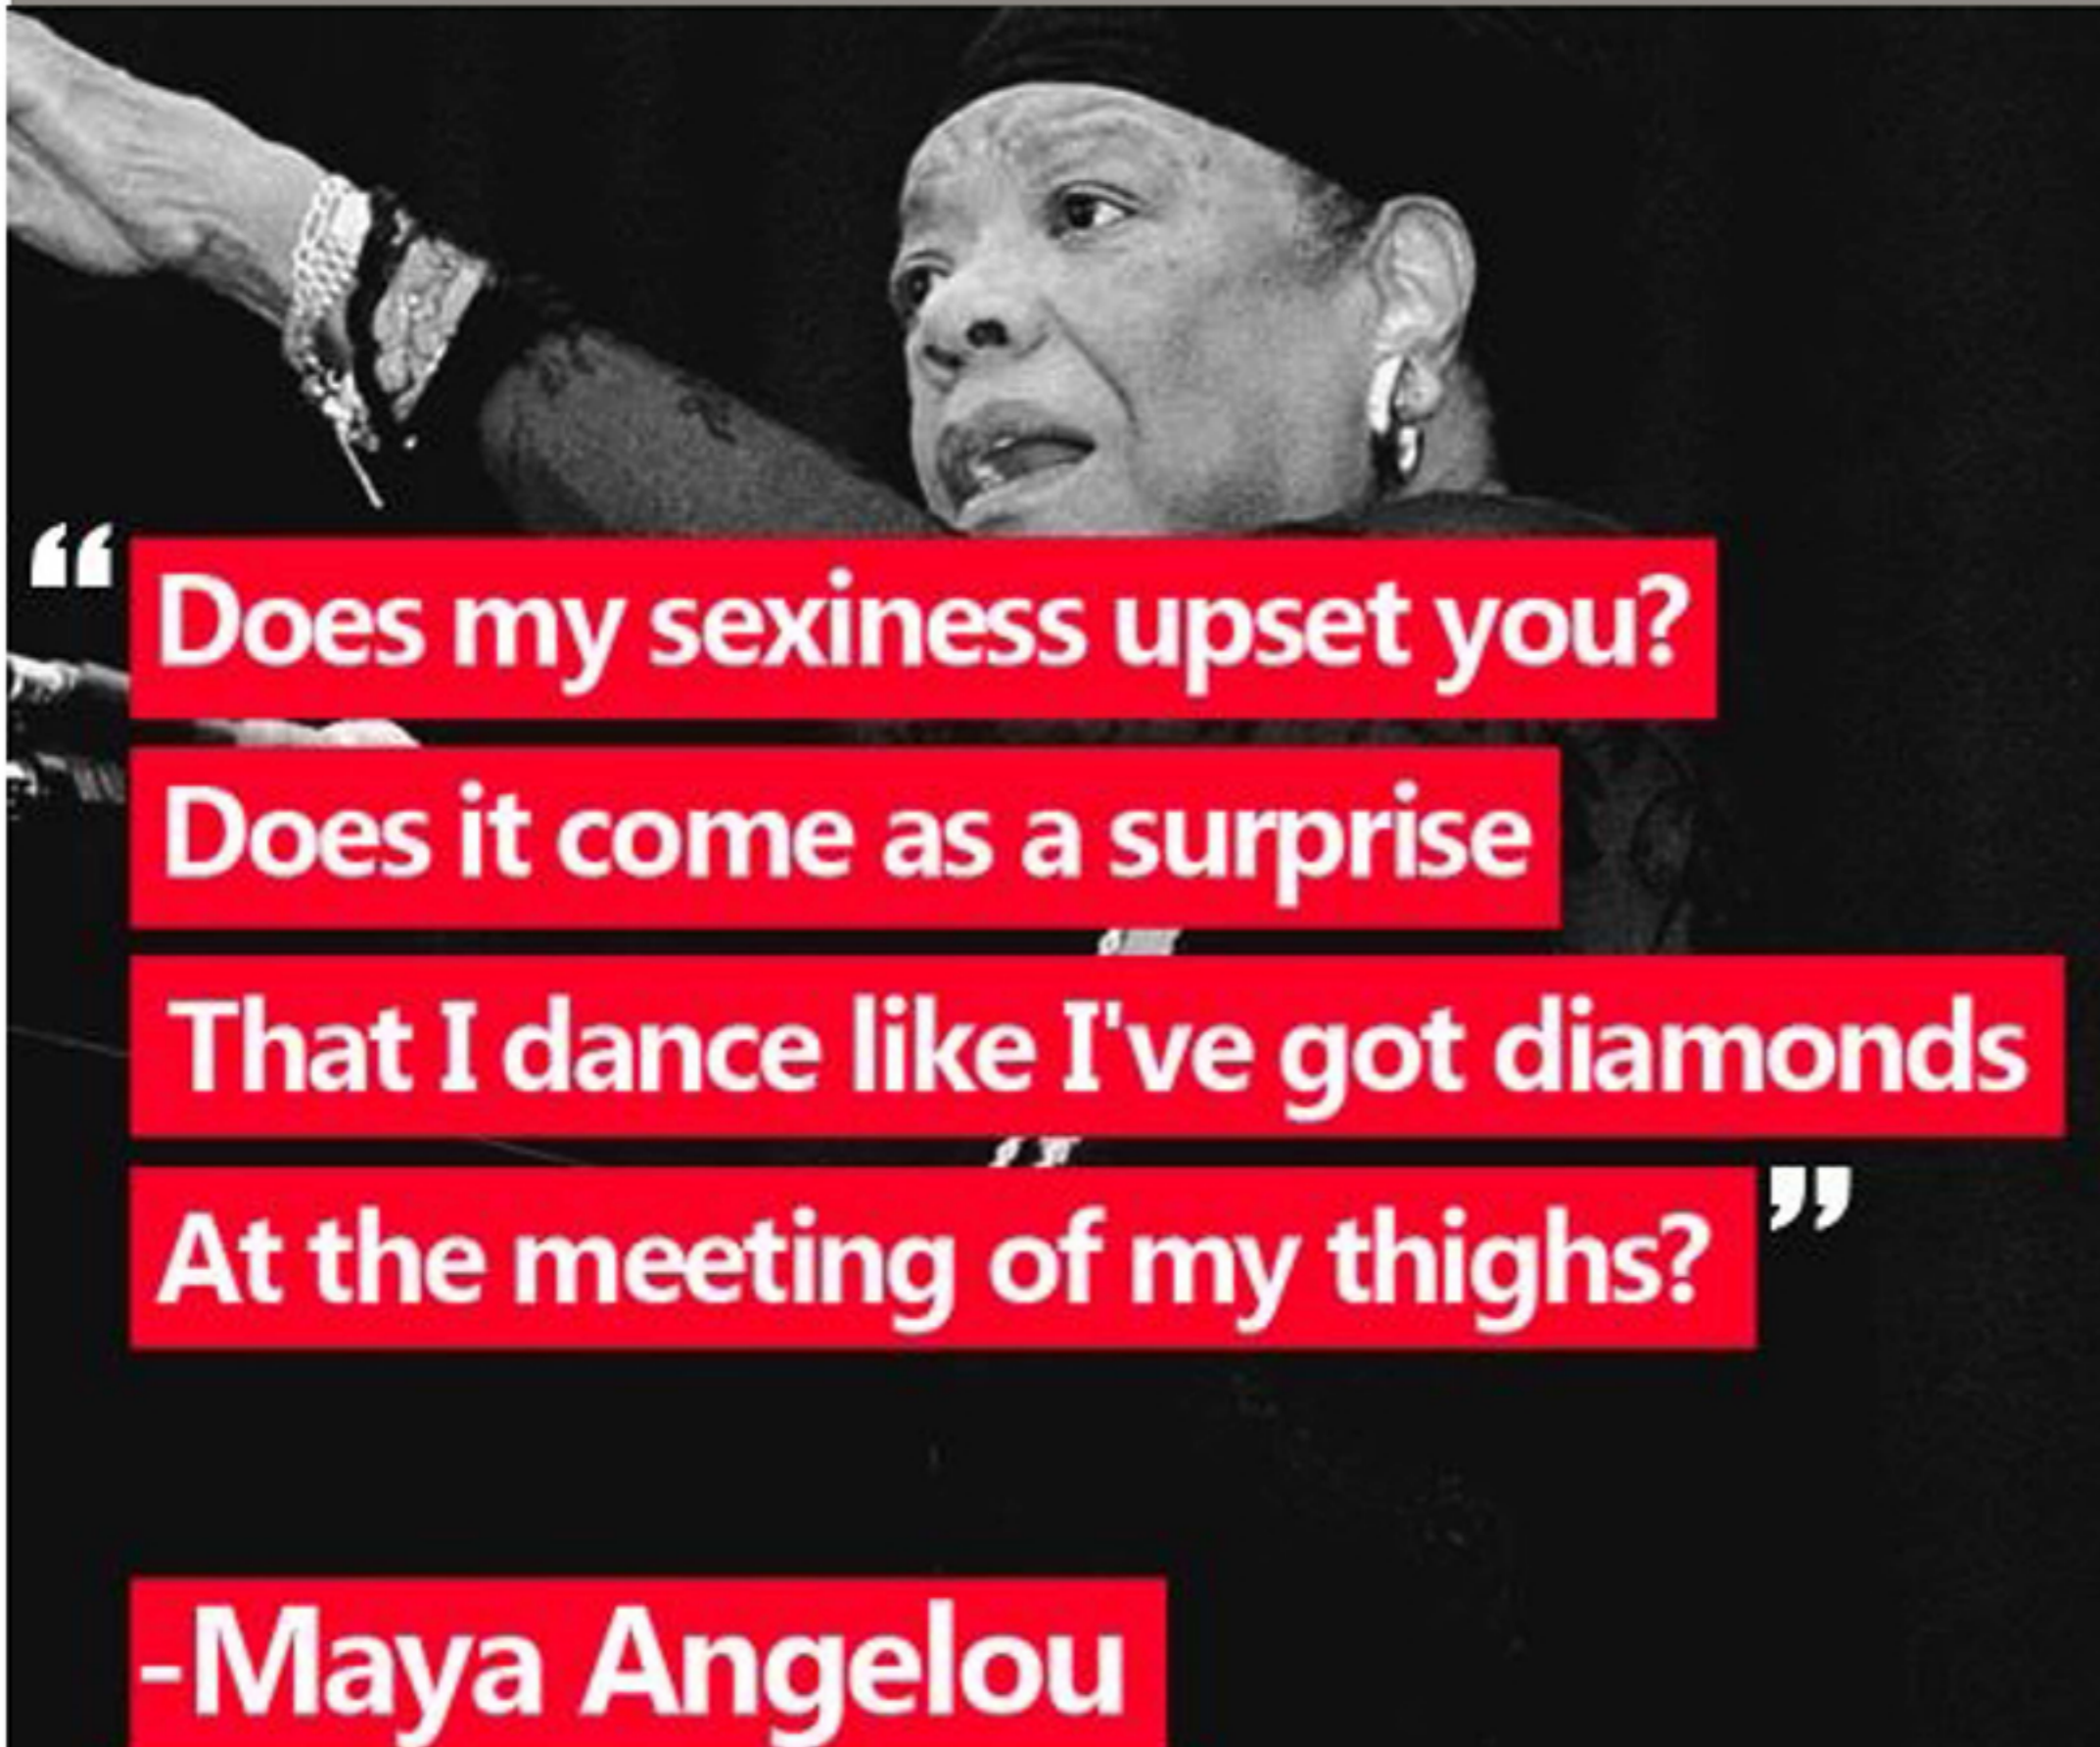 “Does my sexiness upset you?
Does it come as a surprise
That I dance like I've got diamonds
At the meeting of my thighs?”
-Maya Angelou